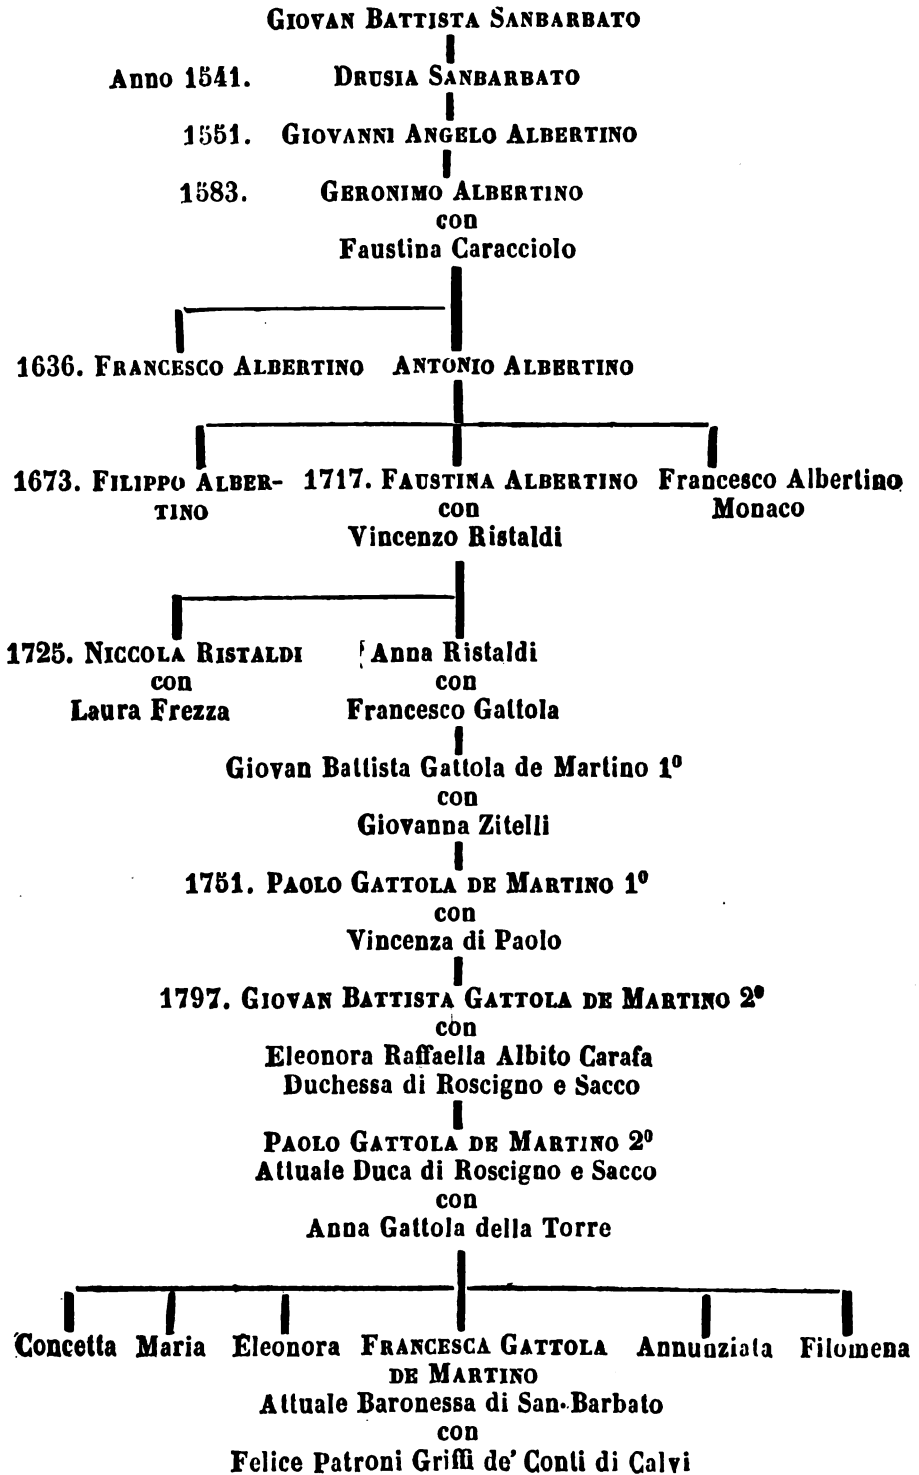 GIOVAN BATTISTA SANBARBATO
Anno 1541. DRUSIA SANBARBATO
1551. GIOVANNI ANGELO ALBERTINO
1583. GERONIMO ALBERTINO
con
Faustina Caracciolo
1636. FRANCESCO ALBERTINO ANTONIO ALBERTINO
1673. FILIPPO ALBER- 1717. FAUSTINA ALBERTINO Francesco Albertino
TINO con Monaco
Vincenzo Ristaldi
1725. NICCOLA RISTALDI Anna Ristaldi
con con
Laura Frezza Francesco Gattola
Giovan Battista Gattola de Martino 1º
con
Giovanna Zitelli
1751. PAOLO GATTOLA DE MARTINO 1º
con
Vincenza di Paolo
1797. GIOVAN BATTISTA GATTOLA DE MARTINO 2º
con
Eleonora Raffaella Albito Carafa
Duchessa di Roscigno e Sacco
PAOLO GATTOLA DE MARTINO 2º
Attuale Duca di Roscigno e Sacco
con
Anna Gattola della Torre
Concetta Maria Eleonora FRANCESCA GATTOLA Annunziata Filomena
DE MARTINO
Attuale Baronessa di San-Barbato
con
Felice Patroni Griffi de' Conti di Calvi